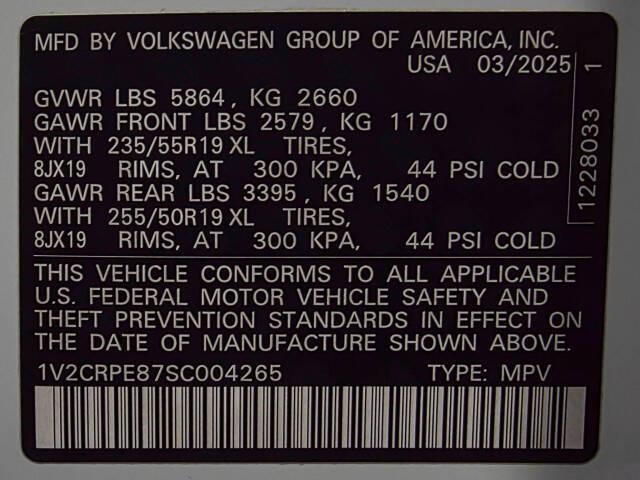 MFD BY VOLKSWAGEN GROUP OF AMERICA, INC.
USA 03/2025
GVWR LBS 5864, KG 2660
GAWR FRONT LBS 2579, KG 1170
WITH 235/55R19 XL TIRES,
8JX19 RIMS, AT 300 KPA, 44 PSI COLD
GAWR REAR LBS 3395, KG 1540
WITH 255/50R19 XL TIRES,
8JX19 RIMS, AT 300 KPA, 44 PSI COLD
1228033 1
THIS VEHICLE CONFORMS TO ALL APPLICABLE
U.S. FEDERAL MOTOR VEHICLE SAFETY AND
THEFT PREVENTION STANDARDS IN EFFECT ON
THE DATE OF MANUFACTURE SHOWN ABOVE.
1V2CRPE87SC004265 TYPE: MPV